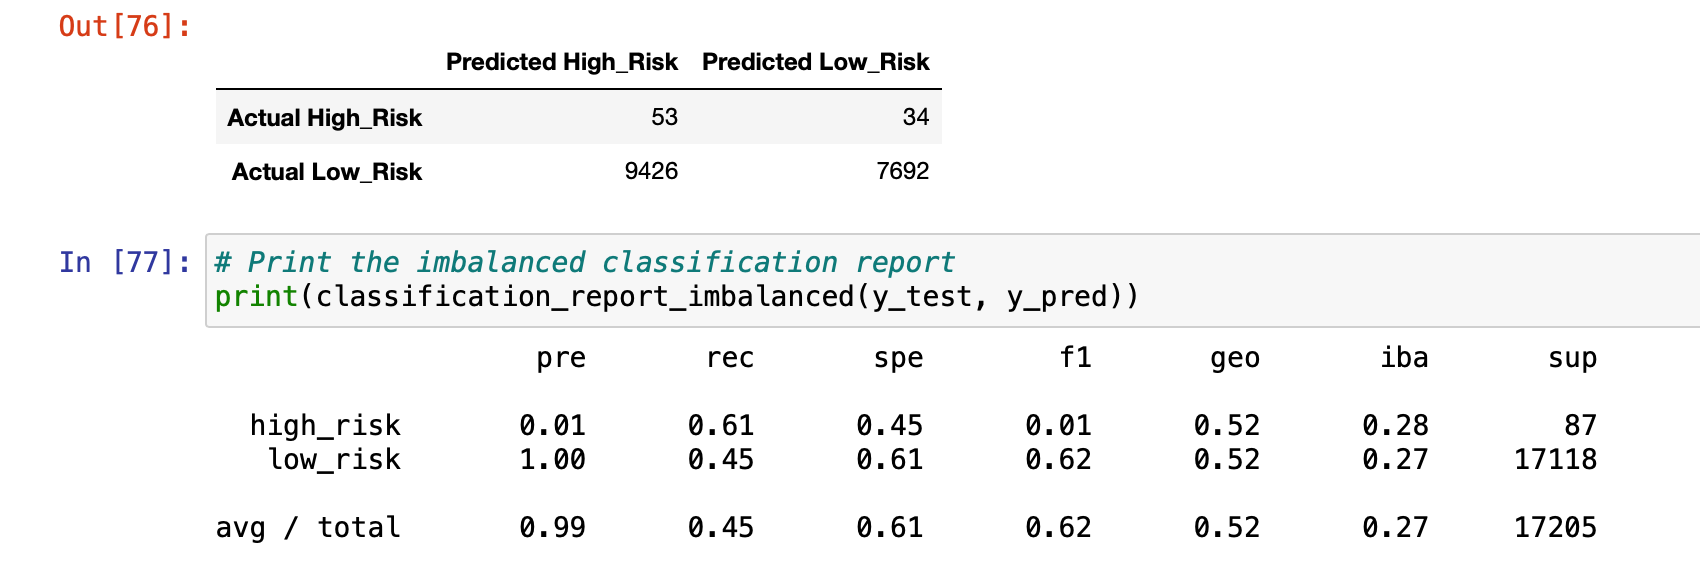 Out[76]:
Predicted High_Risk Predicted Low_Risk
Actual High_Risk 53 34
Actual Low_Risk 9426 7692
In [77]: # Print the imbalanced classification report
print(classification_report_imbalanced(y_test, y_pred))
pre rec spe f1 geo iba sup
high_risk 0.01 0.61 0.45 0.01 0.52 0.28 87
low_risk 1.00 0.45 0.61 0.62 0.52 0.27 17118
avg / total 0.99 0.45 0.61 0.62 0.52 0.27 17205